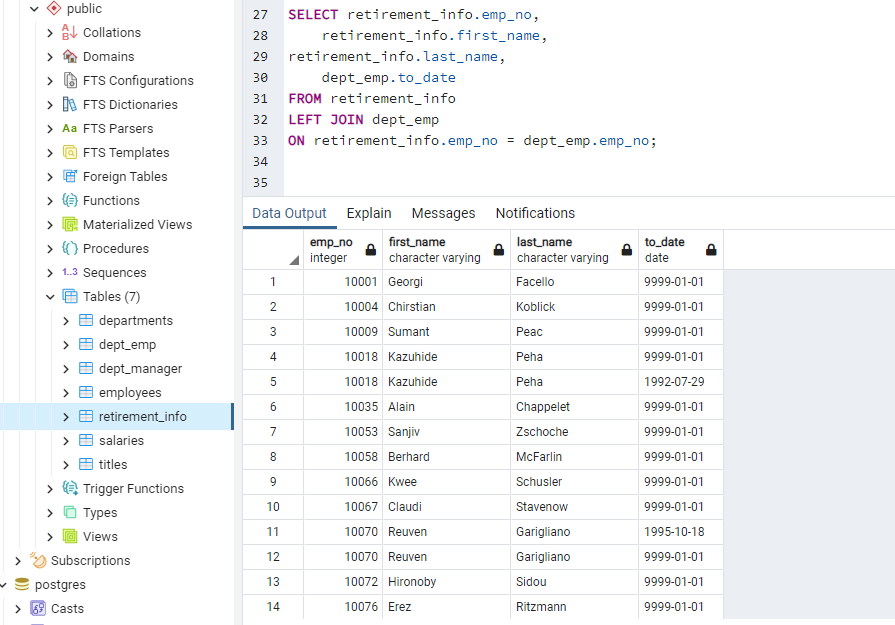 public
Collations
Domains
FTS Configurations
FTS Dictionaries
Aa FTS Parsers
FTS Templates
Foreign Tables
Functions
Materialized Views
Procedures
1..3 Sequences
Tables (7)
departments
dept_emp
dept_manager
employees
retirement_info
salaries
titles
Trigger Functions
Types
Views
Subscriptions
postgres
Casts
27 SELECT retirement_info.emp_no,
28 retirement_info.first_name,
29 retirement_info.last_name,
30 dept_emp.to_date
31 FROM retirement_info
32 LEFT JOIN dept_emp
33 ON retirement_info.emp_no = dept_emp.emp_no;
34
35
Data Output Explain Messages Notifications
emp_no first_name last_name to_date
integer character varying character varying date
1 10001 Georgi Facello 9999-01-01
2 10004 Chirstian Koblick 9999-01-01
3 10009 Sumant Peac 9999-01-01
4 10018 Kazuhide Peha 9999-01-01
5 10018 Kazuhide Peha 1992-07-29
6 10035 Alain Chappelet 9999-01-01
7 10053 Sanjiv Zschoche 9999-01-01
8 10058 Berhard McFarlin 9999-01-01
9 10066 Kwee Schusler 9999-01-01
10 10067 Claudi Stavenow 9999-01-01
11 10070 Reuven Garigliano 1995-10-18
12 10070 Reuven Garigliano 9999-01-01
13 10072 Hironoby Sidou 9999-01-01
14 10076 Erez Ritzmann 9999-01-01